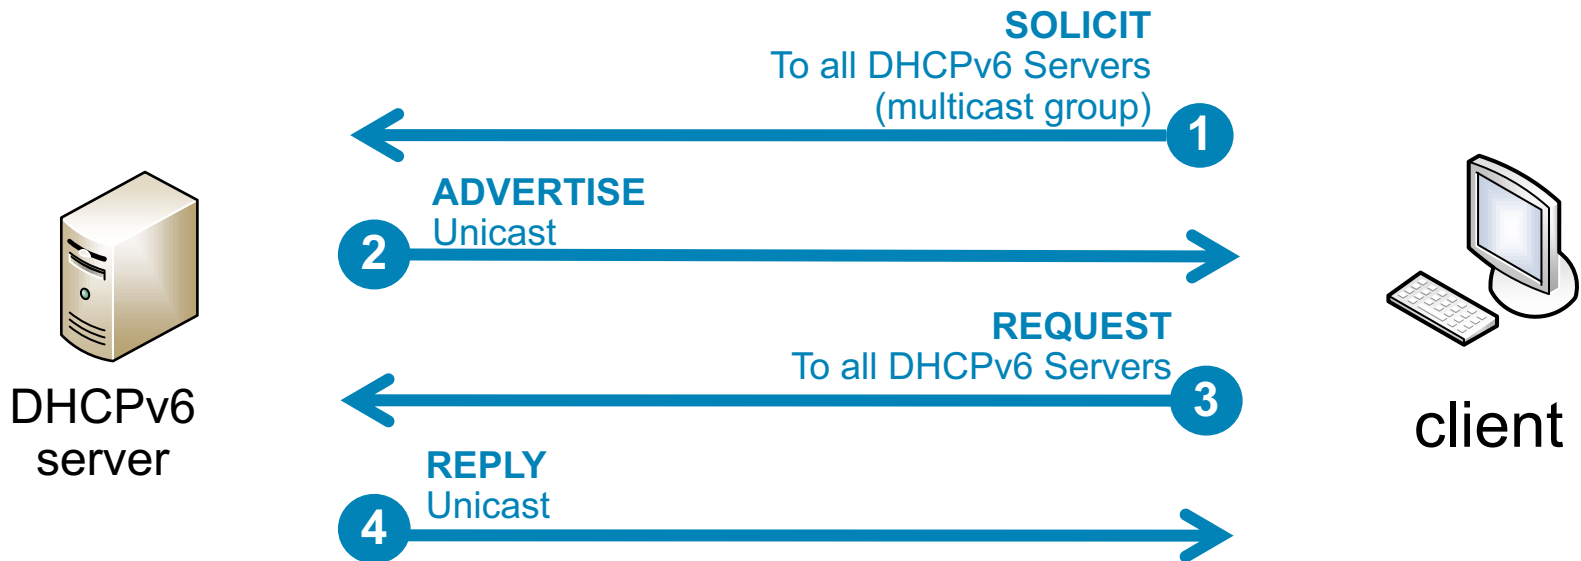 SOLICIT
To all DHCPv6 Servers
(multicast group)
1
ADVERTISE
Unicast
2
REQUEST
To all DHCPv6 Servers
3
DHCPv6
server
client
REPLY
Unicast
4